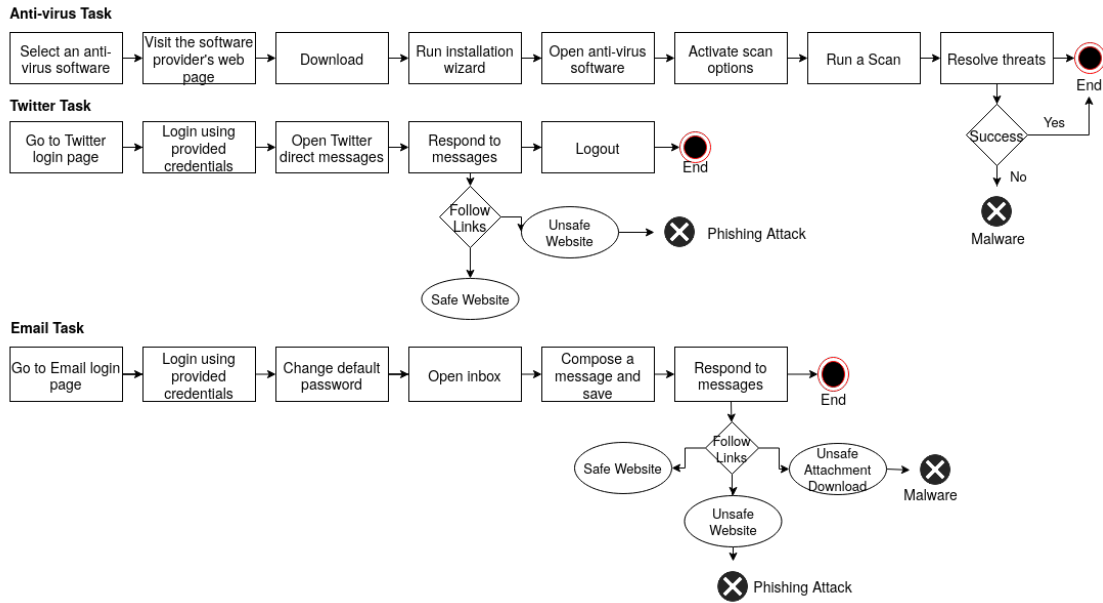 Anti-virus Task
Select an anti-
virus software
Visit the software
provider's web
page
Download
Run installation
wizard
Open anti-virus
software
Activate scan
options
Run a Scan
Resolve threats
End
Success
Yes
No
Malware
Twitter Task
Go to Twitter
login page
Login using
provided
credentials
Open Twitter
direct messages
Respond to
messages
Logout
End
Follow
Links
Unsafe
Website
Phishing Attack
Safe Website
Email Task
Go to Email login
page
Login using
provided
credentials
Change default
password
Open inbox
Compose a
message and
save
Respond to
messages
End
Follow
Links
Safe Website
Unsafe
Attachment
Download
Malware
Unsafe
Website
Phishing Attack